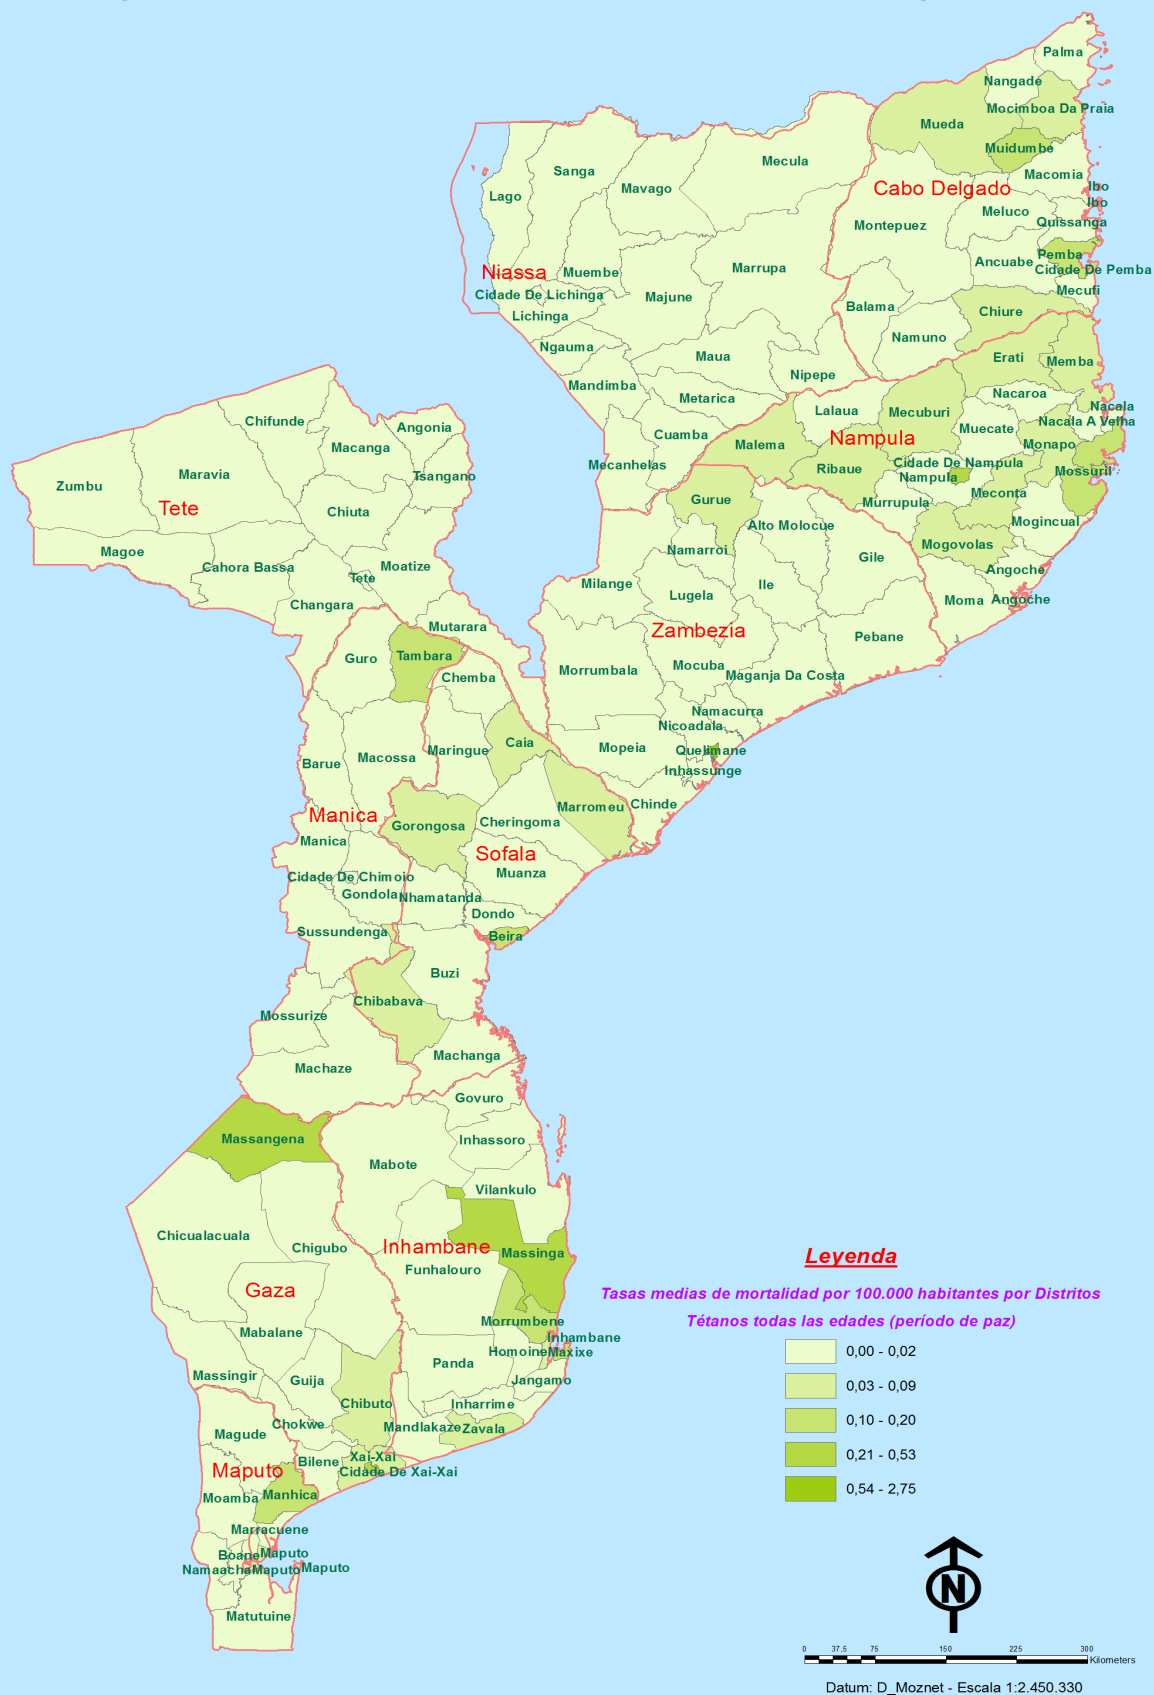 Palma
Nangade
Mocimboa Da Praia
Mueda
Muidumbe
Mecula
Sanga
Macomia
Mavago
Cabo Delgado
Ibo
Lago
Ibo
Meluco
Quissanga
Montepuez
Pemba
Ancuabe
Marrupa
Cidade De Pemba
Niassa
Muembe
Mecufi
Cidade De Lichinga
Majune
Balama
Chiure
Lichinga
Namuno
Ngauma
Maua
Erati
Memba
Nipepe
Mandimba
Nacaroa
Metarica
Nacala
Lalaua
Mecuburi
Chifunde
Nacala A Velha
Angonia
Muecate
Cuamba
Nampula
Monapo
Malema
Macanga
Cidade De Nampula
Mecanhelas
Ribaue
Mossuril
Maravia
Tsangano
Nampula
Zumbu
Meconta
Gurue
Murrupula
Tete
Chiuta
Mogincual
Alto Molocue
Mogovolas
Magoe
Namarroi
Gile
Cahora Bassa
Moatize
Angoche
Tete
Milange
Ile
Lugela
Moma
Angoche
Changara
Mutarara
Zambezia
Pebane
Guro
Tambara
Mocuba
Morrumbala
Maganja Da Costa
Chemba
Namacurra
Nicoadala
Caia
Mopeia
Maringue
Quelimane
Macossa
Barue
Inhassunge
Chinde
Marromeu
Manica
Cheringoma
Gorongosa
Manica
Sofala
Muanza
Cidade De Chimoio
Gondola
Nhamatanda
Dondo
Sussundenga
Beira
Buzi
Chibabava
Mossurize
Machanga
Machaze
Govuro
Massangena
Inhassoro
Mabote
Vilankulo
Chicualacuala
Inhambane
Chigubo
Massinga
Funhalouro
Gaza
Morrumbene
Mabalane
Inhambane
Homoine
Maxixe
Panda
Massingir
Guija
Jangamo
Chibuto
Inharrime
Chokwe
Mandlakaze
Zavala
Magude
Xai-Xai
Bilene
Maputo
Cidade De Xai-Xai
Moamba
Manhica
Marracuene
Boane
Maputo
Namaacha
Maputo
Maputo
Matutuine
Leyenda
Tasas medias de mortalidad por 100.000 habitantes por Distritos
Tétanos todas las edades (período de paz)
0,00 - 0,02
0,03 - 0,09
0,10 - 0,20
0,21 - 0,53
0,54 - 2,75
N
0 37,5 75 150 225 300
Kilometers
Datum: D_Moznet - Escala 1:2.450.330